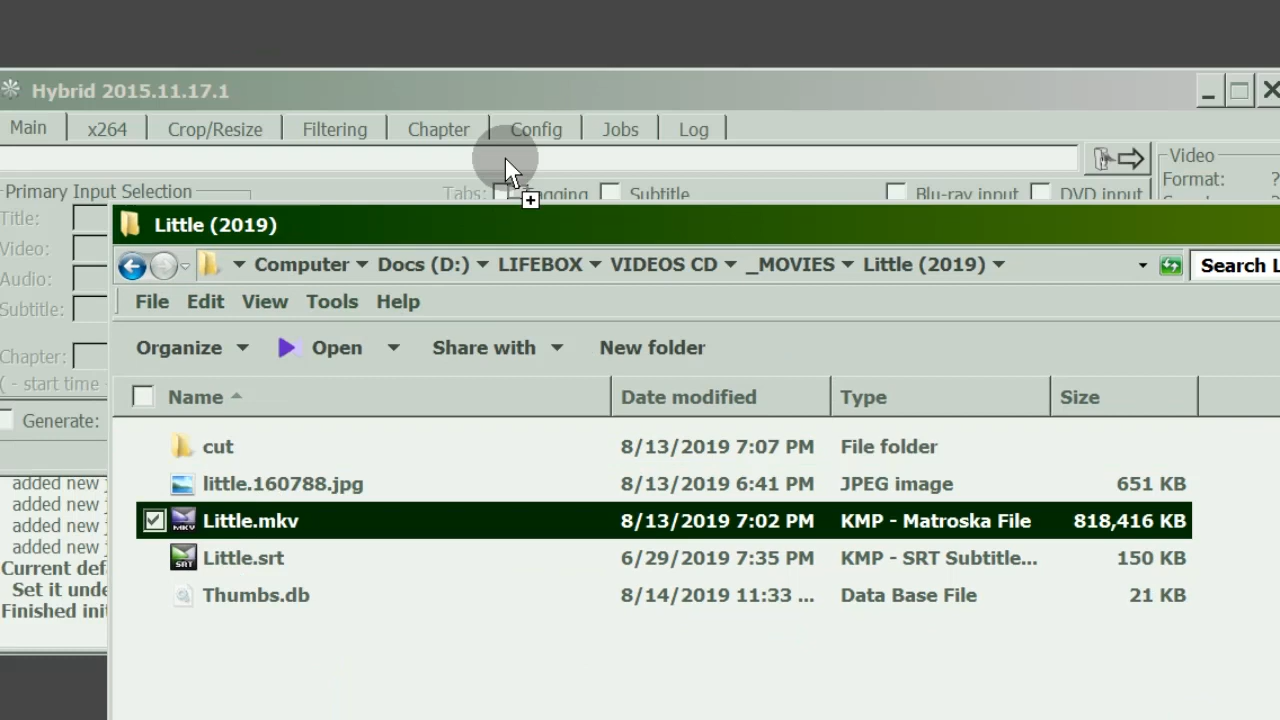 Hybrid 2015.11.17.1
Main x264 Crop/Resize Filtering Chapter Config Jobs Log
Primary Input Selection Tabs: Tagging Subtitle Blu-ray input DVD input Video
Format: ?
Title:
Video:
Audio:
Subtitle:
Chapter:
( - start time -
Generate:
added new
added new
added new
added new
Current def
Set it unde
Finished init
Little (2019)
Computer Docs (D:) LIFEBOX VIDEOS CD _MOVIES Little (2019) Search L
File Edit View Tools Help
Organize Open Share with New folder
Name Date modified Type Size
cut 8/13/2019 7:07 PM File folder
little.160788.jpg 8/13/2019 6:41 PM JPEG image 651 KB
Little.mkv 8/13/2019 7:02 PM KMP - Matroska File 818,416 KB
Little.srt 6/29/2019 7:35 PM KMP - SRT Subtitle... 150 KB
Thumbs.db 8/14/2019 11:33 ... Data Base File 21 KB